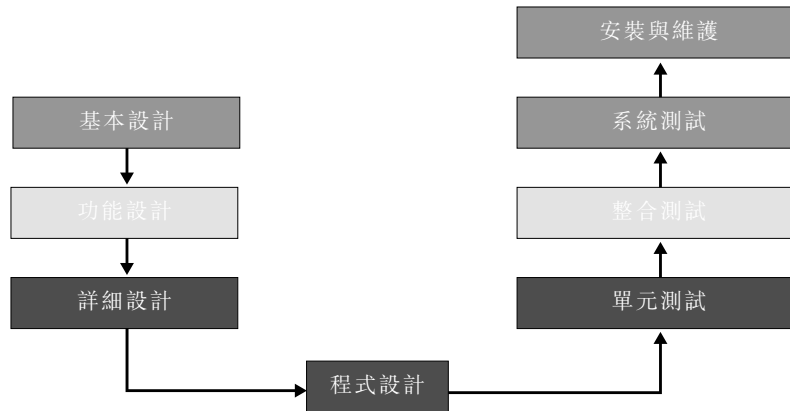 安裝與維護
基本設計
系統測試
功能設計
整合測試
詳細設計
單元測試
程式設計